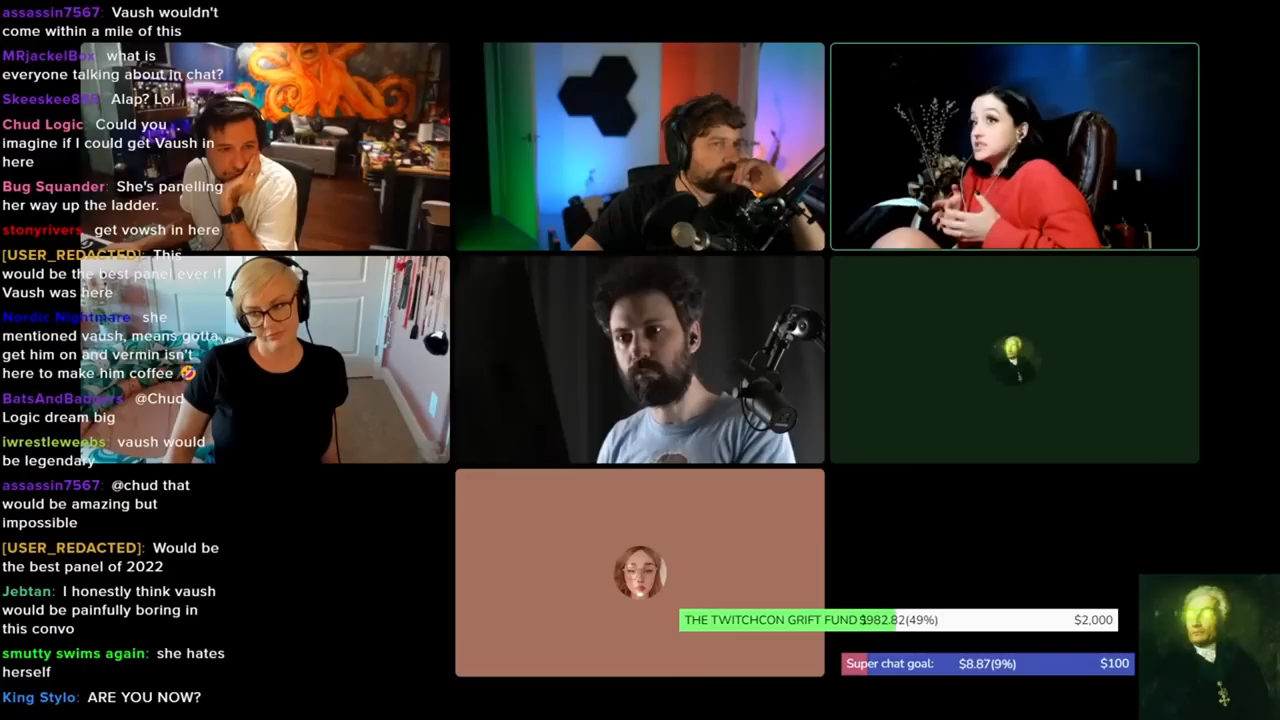 assassin7567: Vaush wouldn't
come within a mile of this
MRjackelBox what is
everyone talking about in chat?
Alap? Lol
Chud Logic: Could you
imagine if I could get Vaush in
here
Bug Squander: She's panelling
her way up the ladder.
stonyrivers: get vowsh in here
[USER_REDACTED]: This
would be the best panel ever if
Vaush was here
Nordic Nightmare: she
mentioned vaush, means gotta
get him on and vermin isn't
here to make him coffee 🤣
BatsAndBadgers: @Chud
Logic dream big
iwrestleweebs: vaush would
be legendary
assassin7567: @chud that
would be amazing but
impossible
[USER_REDACTED]: Would be
the best panel of 2022
Jebtan: I honestly think vaush
would be painfully boring in
this convo
smutty swims again: she hates
herself
King Stylo: ARE YOU NOW?
THE TWITCHCON GRIFT FUND $982.82(49%) $2,000
Super chat goal: $8.87(9%) $100